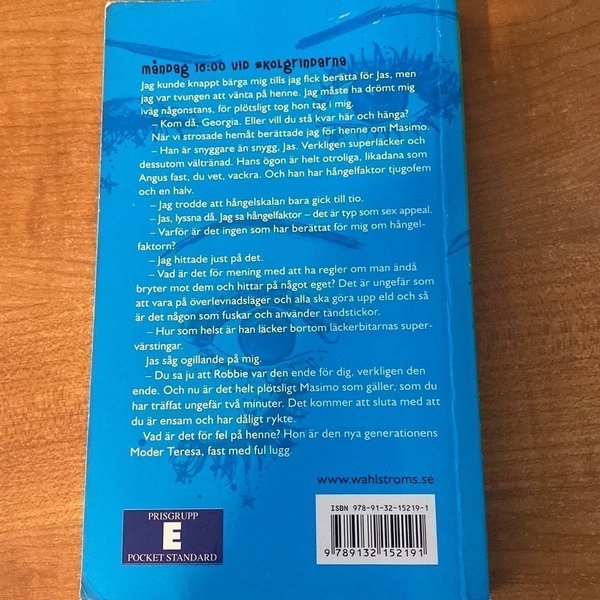 måndag 16:00 vid skolgrindarna
Jag kunde knappt bärga mig tills jag fick berätta för Jas, men
jag var tvungen att vänta på henne. Jag måste ha drömt mig
iväg någonstans, för plötsligt tog hon tag i mig.
– Kom då, Georgia. Eller vill du stå kvar här och hänga?
När vi strosade hemåt berättade jag för henne om Masimo.
– Han är snyggare än snygg, Jas. Verkligen superläcker och
dessutom vältränad. Hans ögon är helt otroliga, likadana som
Angus fast, du vet, vackra. Och han har hångelfaktor tjugofem
och en halv.
– Jag trodde att hångelskalan bara gick till tio.
– Jas, lyssna då. Jag sa hångelfaktor – det är typ som sex appeal.
– Varför är det ingen som har berättat för mig om hångel-
faktorn?
– Jag hittade just på det.
– Vad är det för mening med att ha regler om man ändå
bryter mot dem och hittar på något eget? Det är ungefär som
att vara på överlevnadsläger och alla ska göra upp eld och så
är det någon som fuskar och använder tändstickor.
– Hur som helst är han läcker bortom läckerbitarnas super-
värstingar.
Jas såg ogillande på mig.
– Du sa ju att Robbie var den ende för dig, verkligen den
ende. Och nu är det helt plötsligt Masimo som gäller, som du
har träffat ungefär två minuter. Det kommer att sluta med att
du är ensam och har dåligt rykte.
Vad är det för fel på henne? Hon är den nya generationens
Moder Teresa, fast med ful lugg.
www.wahlstroms.se
ISBN 978-91-32-15219-1
9 789132 152191
PRISGRUPP
E
POCKET STANDARD